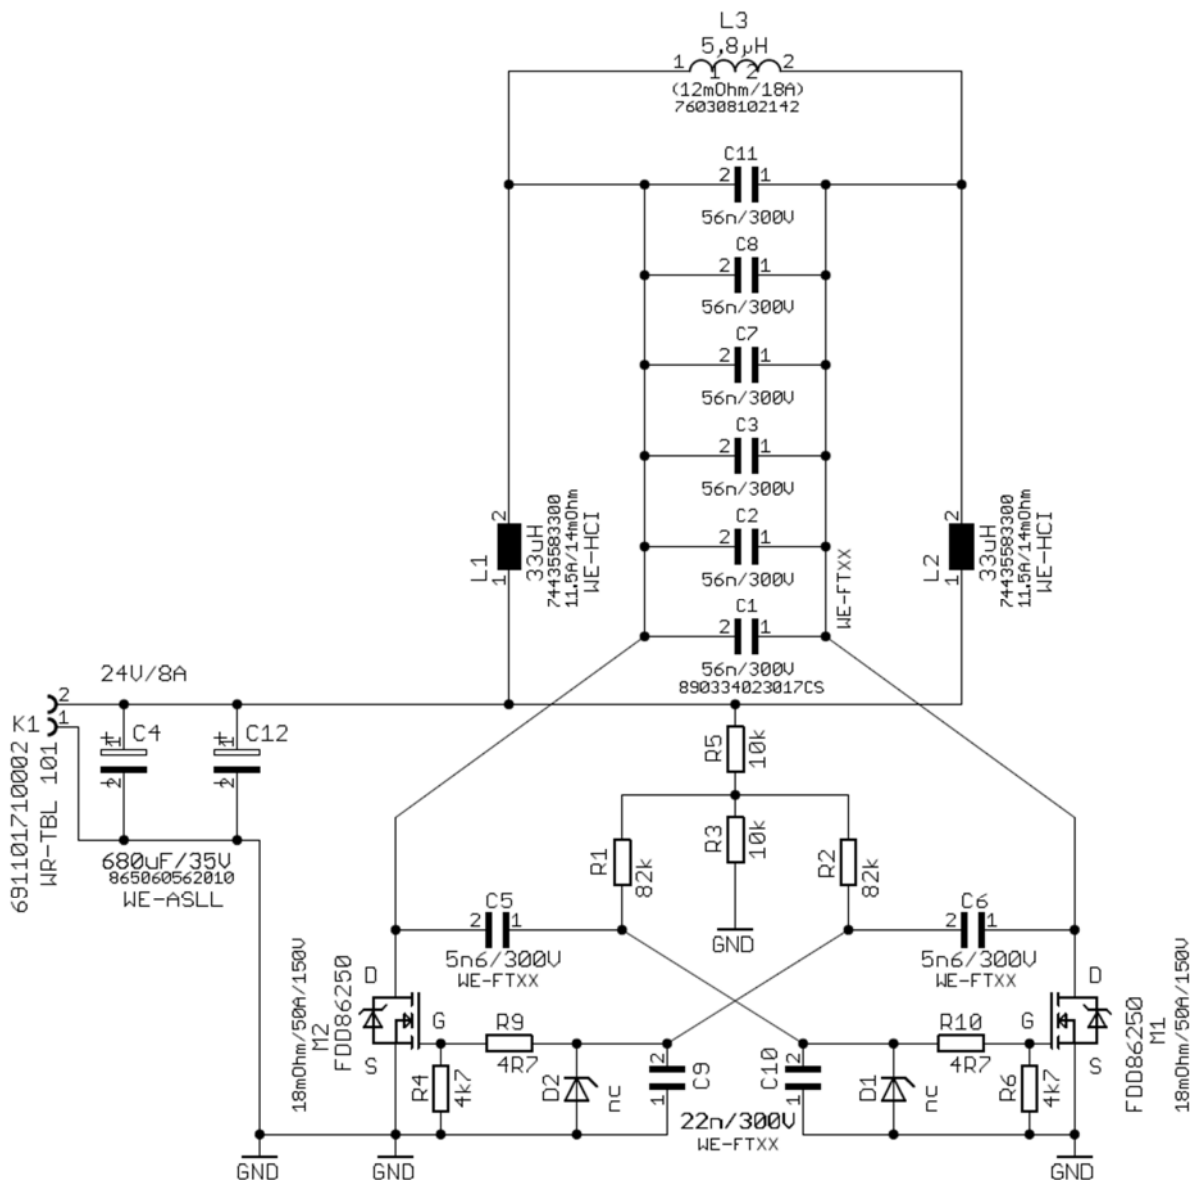 L3
5,8µH
1 1 2 2
(12mOhm/18A)
760308102142
C11
2 1
56n/300V
C8
2 1
56n/300V
C7
2 1
56n/300V
C3
2 1
56n/300V
C2
2 1
56n/300V
C1
2 1
56n/300V
890334023017CS
WE-FTXX
L1
2
1
33uH
74435583300
11.5A/14mOhm
WE-HCI
L2
2
1
33uH
74435583300
11.5A/14mOhm
WE-HCI
24V/8A
2
1
K1
691101710002
WR-TBL 101
+
1
2
C4
+
1
2
C12
680uF/35V
865060562010
WE-ASLL
R5
10k
R3
10k
GND
R1
82k
R2
82k
C5
2 1
5n6/300V
WE-FTXX
C6
2 1
5n6/300V
WE-FTXX
18mOhm/50A/150V
M2
FDD86250
D
G
S
R9
4R7
R4
4k7
D2
nc
2
1
C9
C10
2
1
22n/300V
WE-FTXX
D1
nc
R10
4R7
R6
4k7
D
G
S
FDD86250
M1
18mOhm/50A/150V
GND
GND
GND